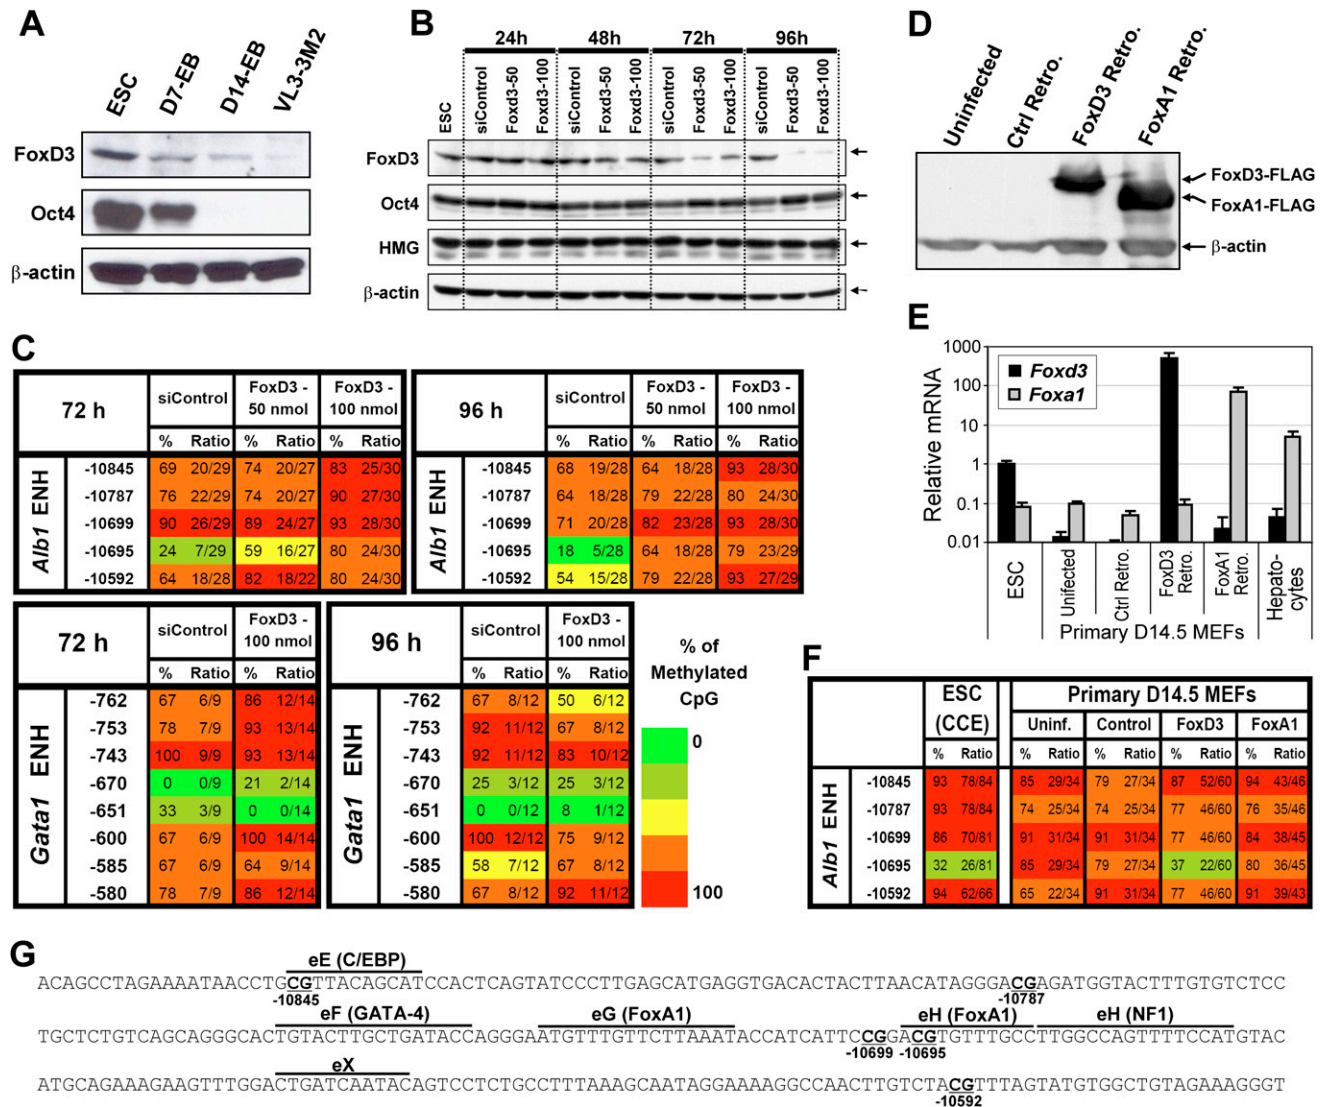 A
ESC
D7-EB
D14-EB
VL3-3M2
FoxD3
Oct4
β-actin
B
24h 48h 72h 96h
ESC
siControl
Foxd3-50
Foxd3-100
siControl
Foxd3-50
Foxd3-100
siControl
Foxd3-50
Foxd3-100
siControl
Foxd3-50
Foxd3-100
FoxD3
Oct4
HMG
β-actin
D
Uninfected
Ctrl Retro.
FoxD3 Retro.
FoxA1 Retro.
FoxD3-FLAG
FoxA1-FLAG
β-actin
C
72 h
siControl
FoxD3 - 50 nmol
FoxD3 - 100 nmol
% Ratio % Ratio % Ratio
Alb1 ENH
-10845 69 20/29 74 20/27 83 25/30
-10787 76 22/29 74 20/27 90 27/30
-10699 90 26/29 89 24/27 93 28/30
-10695 24 7/29 59 16/27 80 24/30
-10592 64 18/28 82 18/22 80 24/30
96 h
siControl
FoxD3 - 50 nmol
FoxD3 - 100 nmol
% Ratio % Ratio % Ratio
Alb1 ENH
-10845 68 19/28 64 18/28 93 28/30
-10787 64 18/28 79 22/28 80 24/30
-10699 71 20/28 82 23/28 93 28/30
-10695 18 5/28 64 18/28 79 23/29
-10592 54 15/28 79 22/28 93 27/29
72 h
siControl
FoxD3 - 100 nmol
% Ratio % Ratio
Gata1 ENH
-762 67 6/9 86 12/14
-753 78 7/9 93 13/14
-743 100 9/9 93 13/14
-670 0 0/9 21 2/14
-651 33 3/9 0 0/14
-600 67 6/9 100 14/14
-585 67 6/9 64 9/14
-580 78 7/9 86 12/14
96 h
siControl
FoxD3 - 100 nmol
% Ratio % Ratio
Gata1 ENH
-762 67 8/12 50 6/12
-753 92 11/12 67 8/12
-743 92 11/12 83 10/12
-670 25 3/12 25 3/12
-651 0 0/12 8 1/12
-600 100 12/12 75 9/12
-585 58 7/12 67 8/12
-580 67 8/12 92 11/12
% of
Methylated
CpG
0
100
E
Relative mRNA
1000
100
10
1
0.1
0.01
Foxd3
Foxa1
ESC
Unifected
Ctrl Retro.
FoxD3 Retro.
FoxA1 Retro.
Hepato-cytes
Primary D14.5 MEFs
F
ESC (CCE)
Primary D14.5 MEFs
Uninf. Control FoxD3 FoxA1
% Ratio % Ratio % Ratio % Ratio % Ratio
Alb1 ENH
-10845 93 78/84 85 29/34 79 27/34 87 52/60 94 43/46
-10787 93 78/84 74 25/34 74 25/34 77 46/60 76 35/46
-10699 86 70/81 91 31/34 91 31/34 77 46/60 84 38/45
-10695 32 26/81 85 29/34 79 27/34 37 22/60 80 36/45
-10592 94 62/66 65 22/34 91 31/34 77 46/60 91 39/43
G
eE (C/EBP)
ACAGCCTAGAAAATAACCTGCGTTACAGCATCCACTCAGTATCCCTTGAGCATGAGGTGACACTACTTAACATAGGGACGAGATGGTACTTTGTGTCTCC
-10845 -10787
eF (GATA-4) eG (FoxA1) eH (FoxA1) eH (NF1)
TGCTCTGTCAGCAGGGCACTGTACTTGCTGATACCCAGGGAATGTTTGTTCTTAAATACCATCATTCCGGGACGTGTTTGCCTTGGCCAGTTTTCCATGTAC
-10699 -10695
eX
ATGCAGAAAGAAGTTTGGACTGATCAATACAGTCCTCTGCCTTTAAAGCAATAGGAAAAGGCCAACTTGTCTACGTTTAGTATGTGGCTGTAGAAAGGGT
-10592